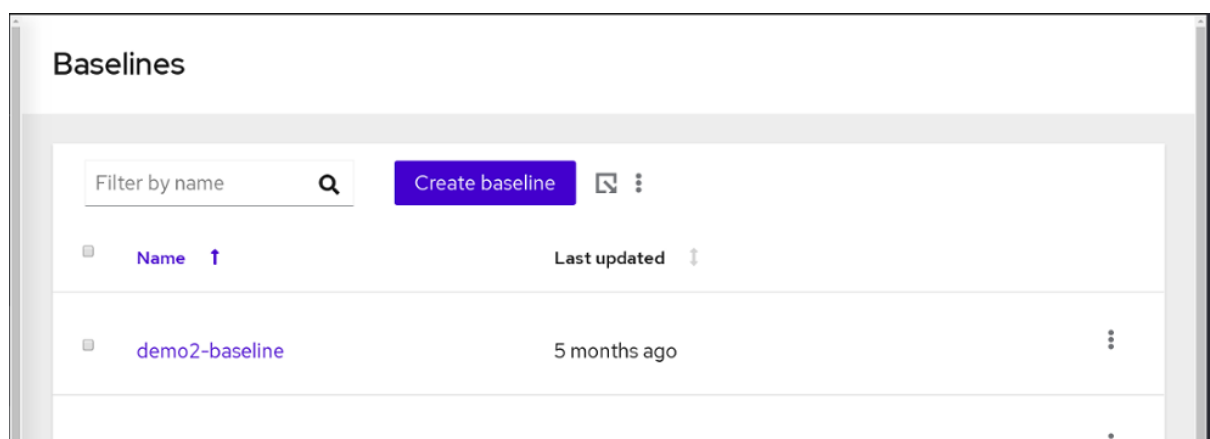 Baselines
Filter by name Create baseline
Name Last updated
demo2-baseline 5 months ago